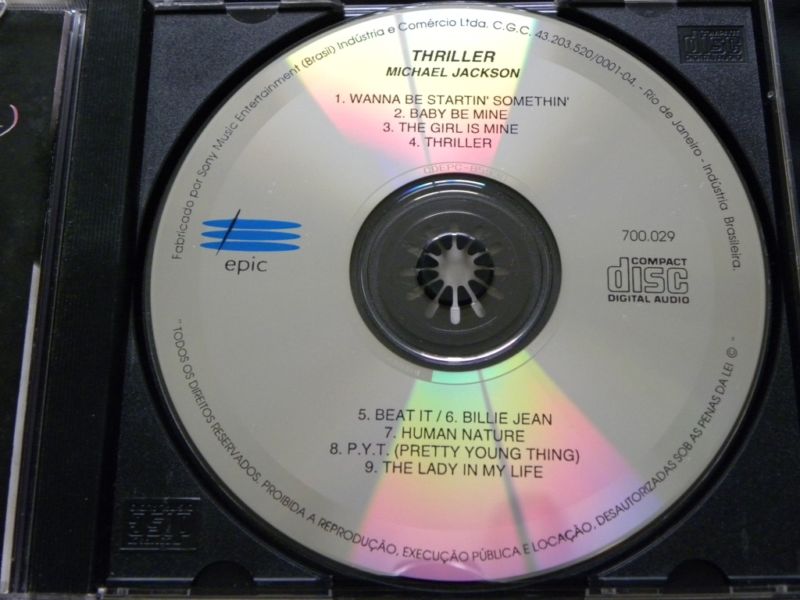 Fabricado por Sony Music Entertainment (Brasil) Indústria e Comércio Ltda. C.G.C. 43.203.520/0001-04 - Rio de Janeiro - Indústria Brasileira.
THRILLER
MICHAEL JACKSON
1. WANNA BE STARTIN' SOMETHIN'
2. BABY BE MINE
3. THE GIRL IS MINE
4. THRILLER
epic
700.029
COMPACT
disc
DIGITAL AUDIO
5. BEAT IT / 6. BILLIE JEAN
7. HUMAN NATURE
8. P.Y.T. (PRETTY YOUNG THING)
9. THE LADY IN MY LIFE
"TODOS OS DIREITOS RESERVADOS. PROIBIDA A REPRODUÇÃO, EXECUÇÃO PÚBLICA E LOCAÇÃO, DESAUTORIZADAS SOB AS PENAS DA LEI © "